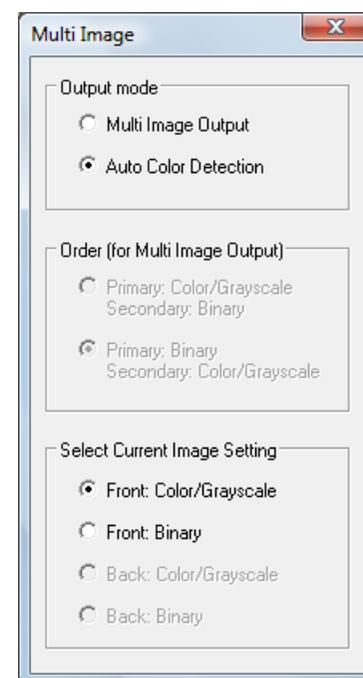 Multi Image
Output mode
Multi Image Output
Auto Color Detection
Order (for Multi Image Output)
Primary: Color/Grayscale
Secondary: Binary
Primary: Binary
Secondary: Color/Grayscale
Select Current Image Setting
Front: Color/Grayscale
Front: Binary
Back: Color/Grayscale
Back: Binary